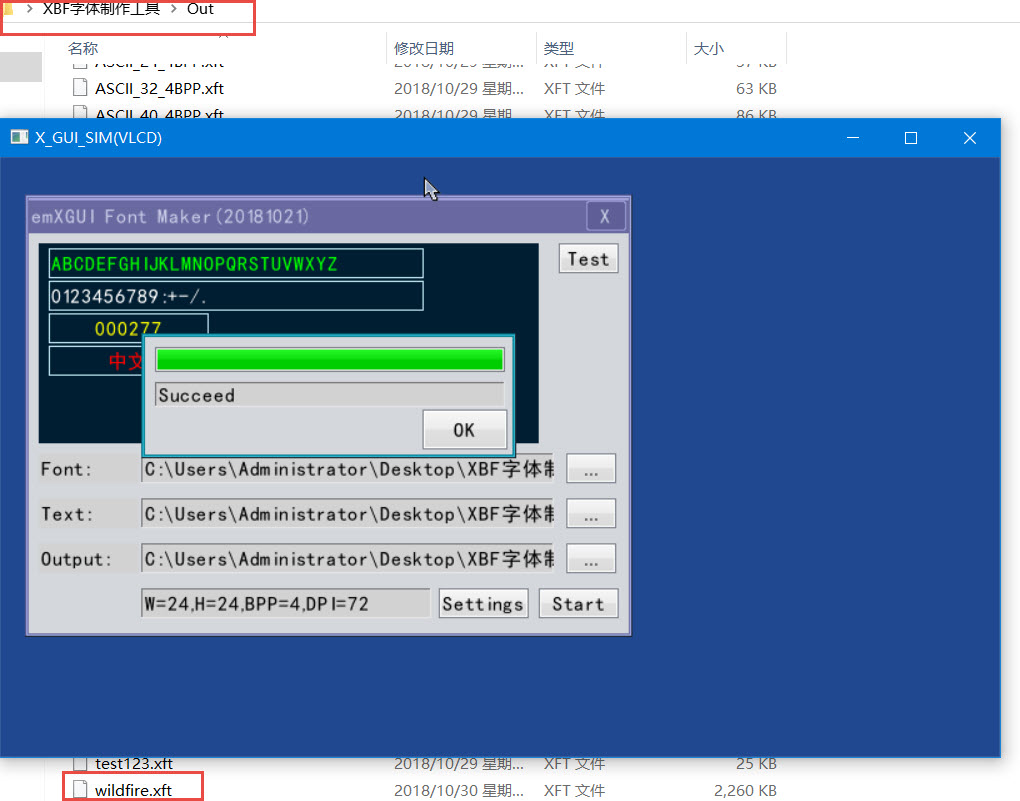 XBF字体制作工具 > Out
名称 修改日期 类型 大小
ASCII_24_4BPP.xft 2018/10/29 星期... XFT 文件 37 KB
ASCII_32_4BPP.xft 2018/10/29 星期... XFT 文件 63 KB
ASCII_40_4BPP.xft 2018/10/29 星期... XFT 文件 86 KB
X_GUI_SIM(VLCD)
emXGUI Font Maker(20181021) X
ABCDEFGHIJKLMNOPQRSTUVWXYZ Test
0123456789:+-/.
000277
中文
Succeed
OK
Font: C:\Users\Administrator\Desktop\XBF字体制 ...
Text: C:\Users\Administrator\Desktop\XBF字体制 ...
Output: C:\Users\Administrator\Desktop\XBF字体制 ...
W=24,H=24,BPP=4,DPI=72 Settings Start
test123.xft 2018/10/29 星期... XFT 文件 25 KB
wildfire.xft 2018/10/30 星期... XFT 文件 2,260 KB